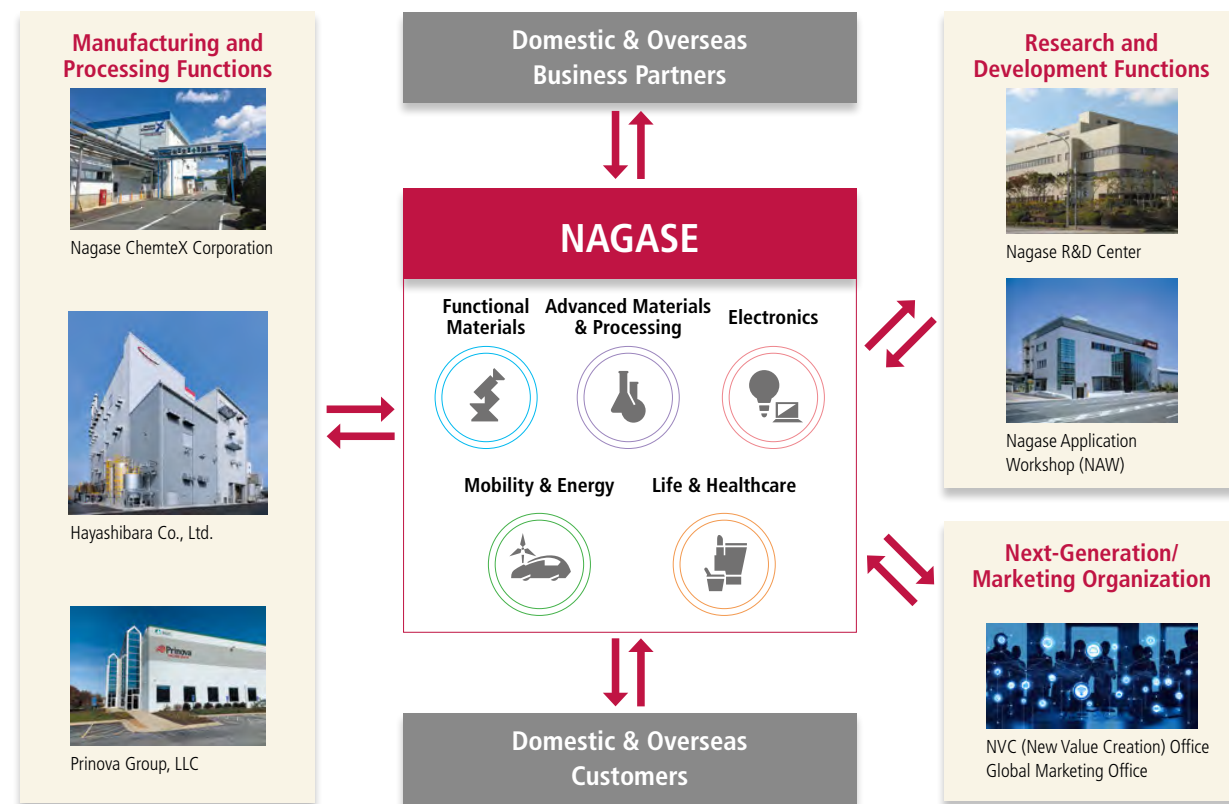 Manufacturing and
Processing Functions
Nagase ChemteX Corporation
Hayashibara Co., Ltd.
Prinova
Prinova Group, LLC
Domestic & Overseas
Business Partners
NAGASE
Functional
Materials
Advanced Materials
& Processing
Electronics
Mobility & Energy
Life & Healthcare
Domestic & Overseas
Customers
Research and
Development Functions
Nagase R&D Center
Nagase Application
Workshop (NAW)
Next-Generation/
Marketing Organization
NVC (New Value Creation) Office
Global Marketing Office